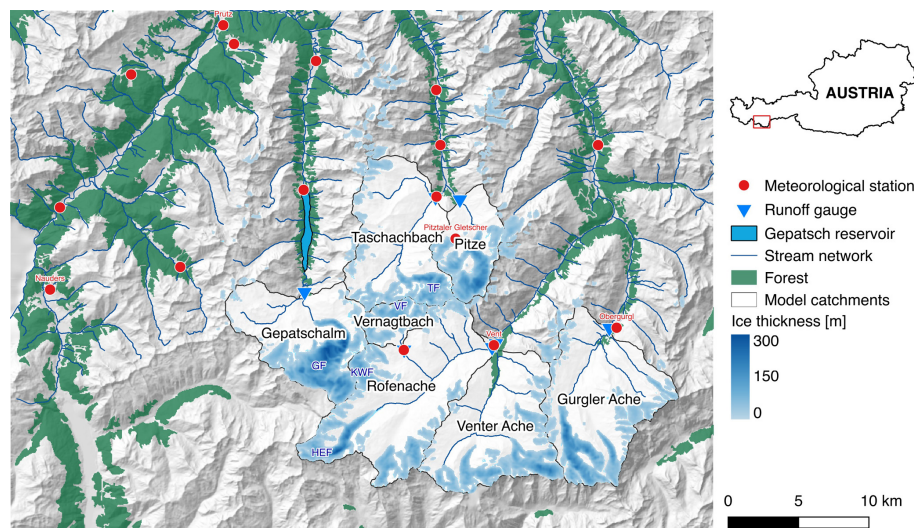 Prutz
AUSTRIA
Meteorological station
Runoff gauge
Gepatsch reservoir
Stream network
Forest
Model catchments
Ice thickness [m]
300
150
0
Pitztaler Gletscher
Taschachbach
Pitze
Nauders
TF
VF
Gepatschalm
Vernagtbach
Obergurgl
Vent
GF
KWF
Rofenache
Gurgler Ache
Venter Ache
HEF
0 5 10 km